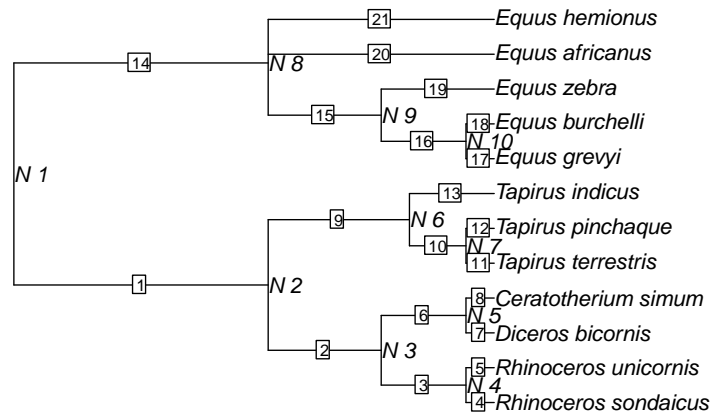 21 Equus hemionus
14 20 Equus africanus
N 8
19 Equus zebra
15 N 9
18 Equus burchelli
16 N 10
17 Equus grevyi
N 1
13 Tapirus indicus
9 N 6
12 Tapirus pinchaque
10 N 7
11 Tapirus terrestris
1 N 2
8 Ceratotherium simum
6 N 5
7 Diceros bicornis
2 N 3
5 Rhinoceros unicornis
3 N 4
4 Rhinoceros sondaicus